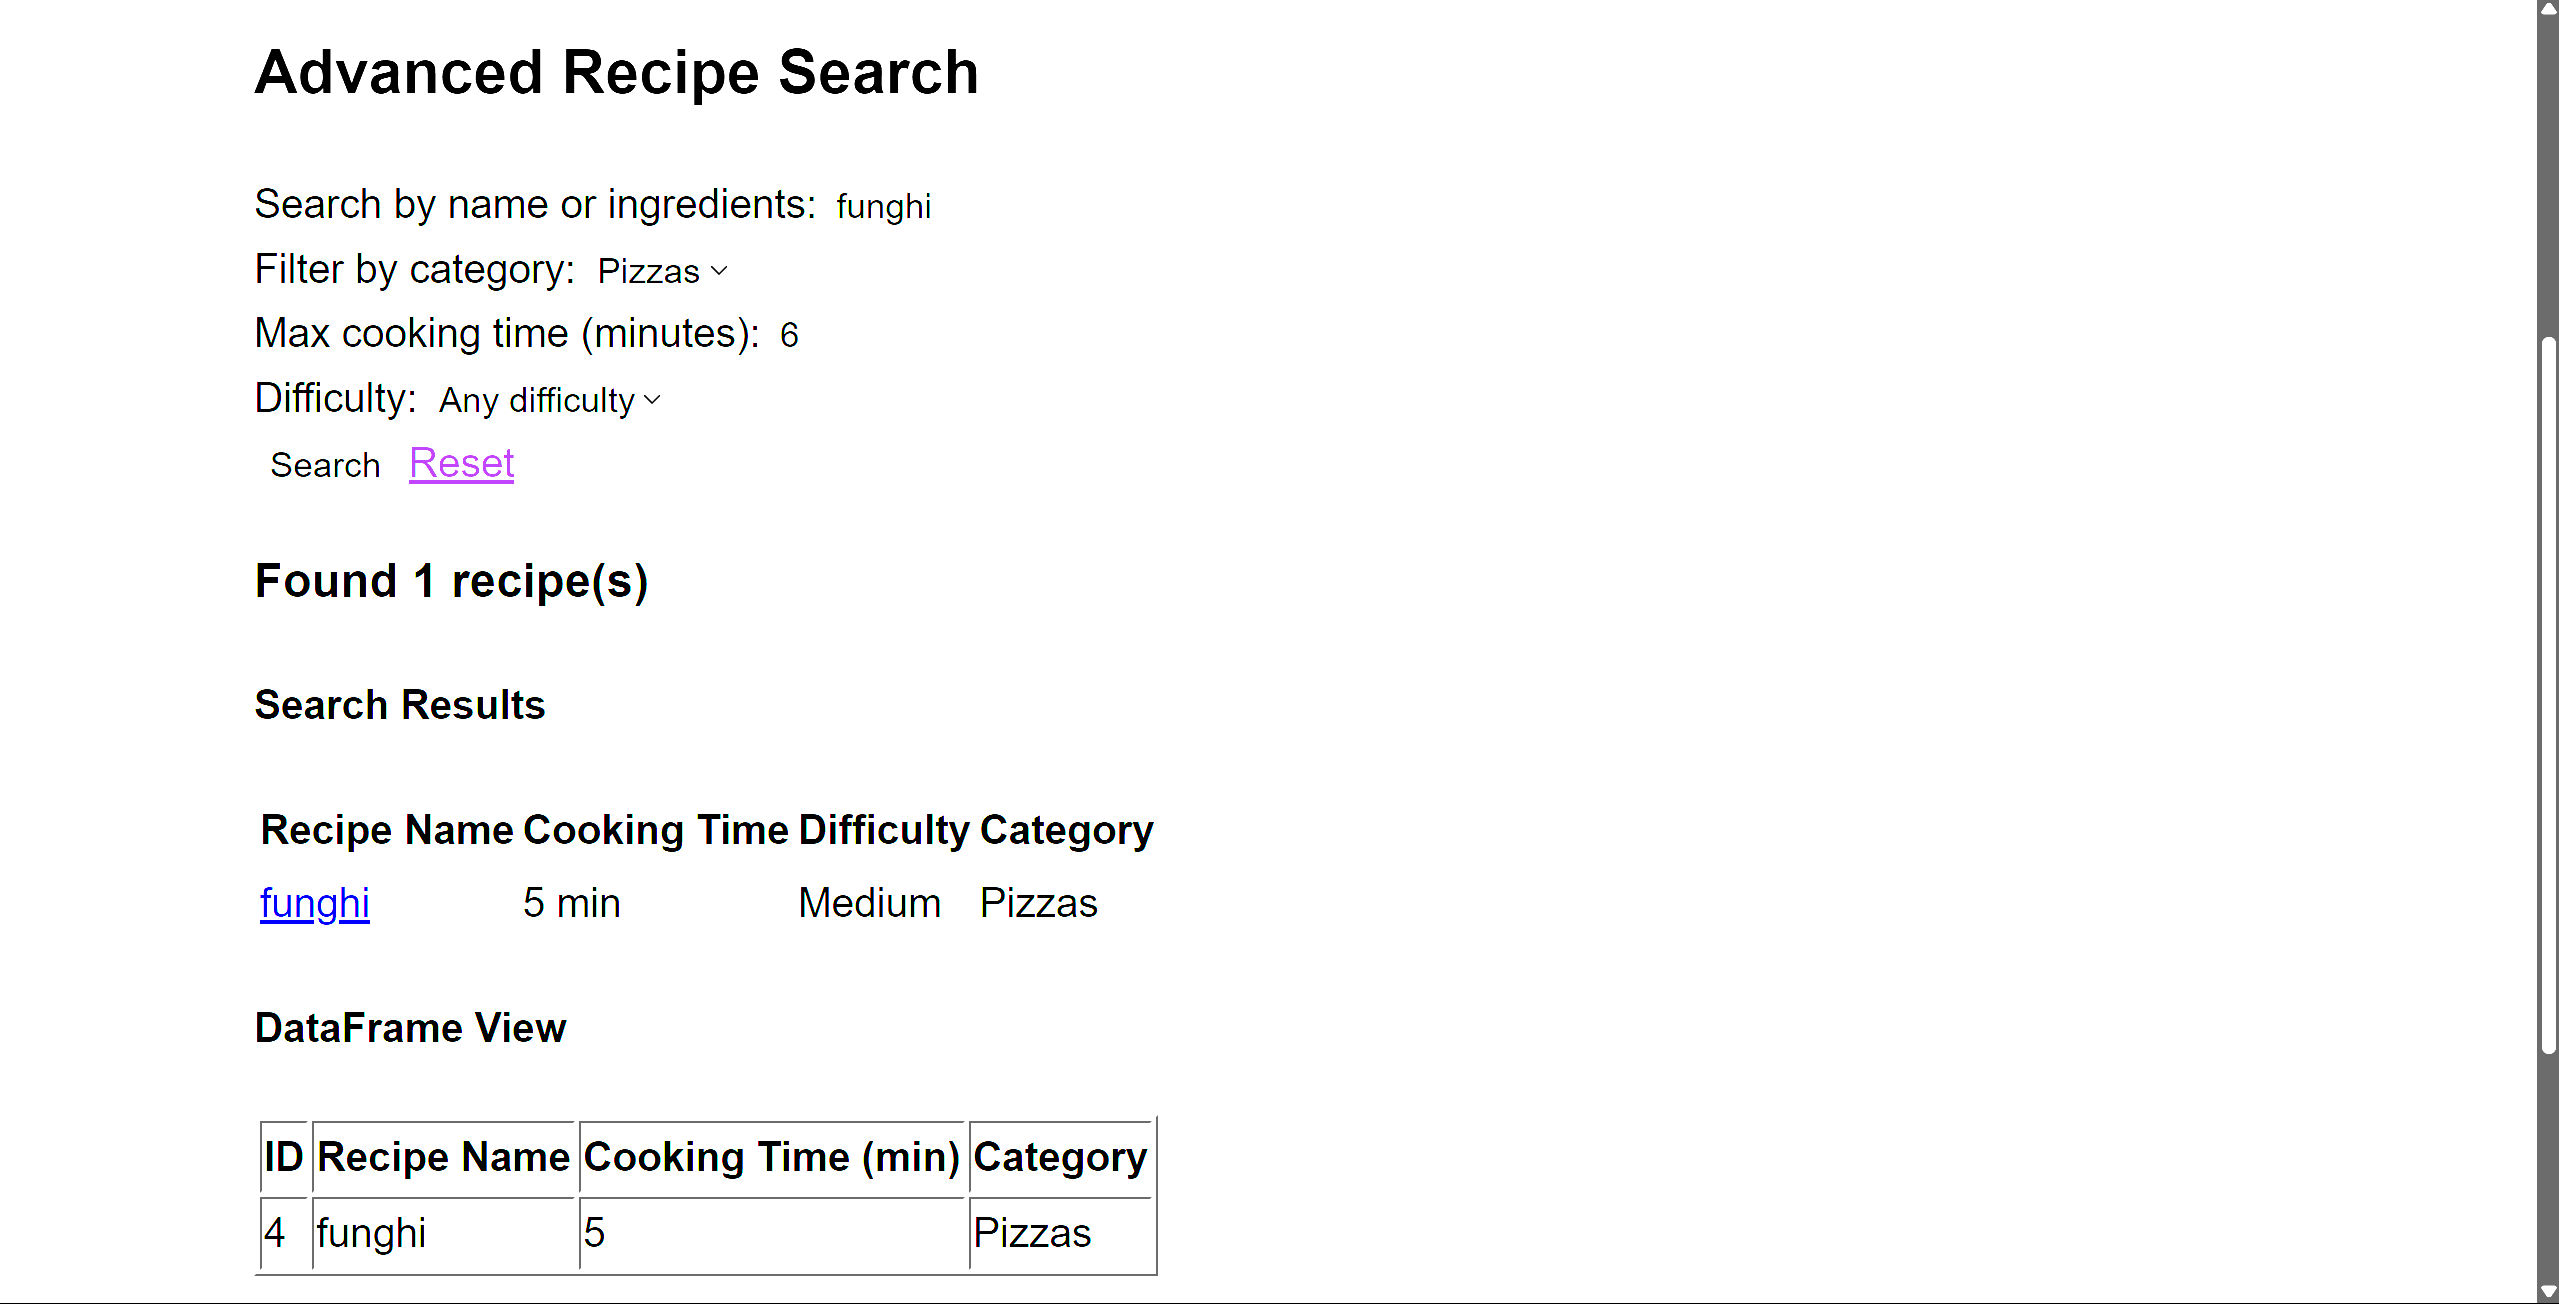 Advanced Recipe Search
Search by name or ingredients: funghi
Filter by category: Pizzas
Max cooking time (minutes): 6
Difficulty: Any difficulty
Search Reset
Found 1 recipe(s)
Search Results
Recipe Name Cooking Time Difficulty Category
funghi 5 min Medium Pizzas
DataFrame View
ID Recipe Name Cooking Time (min) Category
4 funghi 5 Pizzas